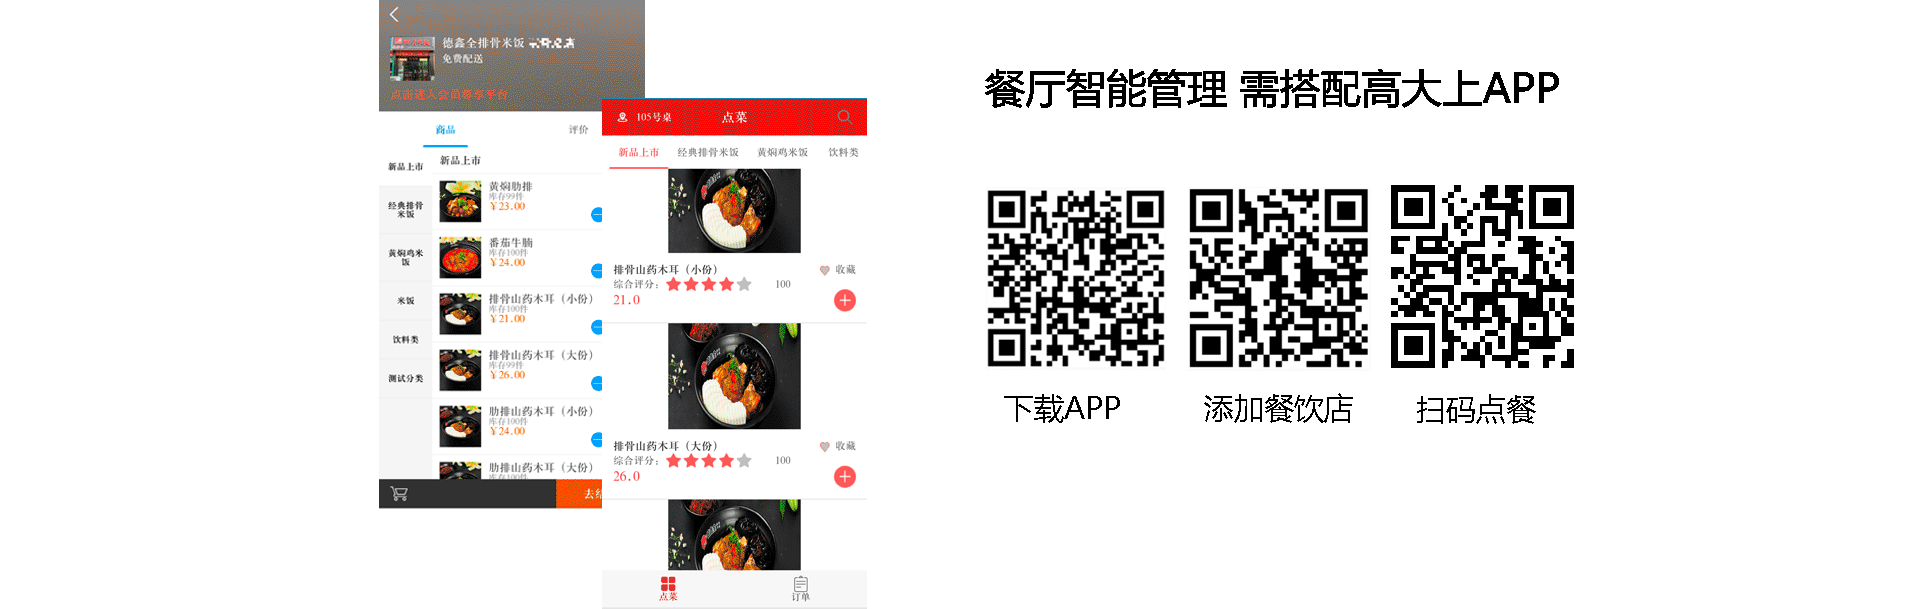 德鑫全排骨米饭
免费配送
点击进入会员尊享平台
商品
评价
新品上市
经典排骨
米饭
黄焖鸡米
饭
米饭
饮料类
测试分类
新品上市
黄焖肋排
库存99件
￥23.00
番茄牛腩
库存100件
￥24.00
排骨山药木耳（小份）
库存100件
￥21.00
排骨山药木耳（大份）
库存99件
￥26.00
肋排山药木耳（小份）
库存100件
￥24.00
肋排山药木耳（大份）
库存100件
去结
105号桌
点菜
新品上市
经典排骨米饭
黄焖鸡米饭
饮料类
排骨山药木耳（小份）
收藏
综合评分：
100
21.0
排骨山药木耳（大份）
收藏
综合评分：
100
26.0
点菜
订单
餐厅智能管理 需搭配高大上APP
下载APP
添加餐饮店
扫码点餐